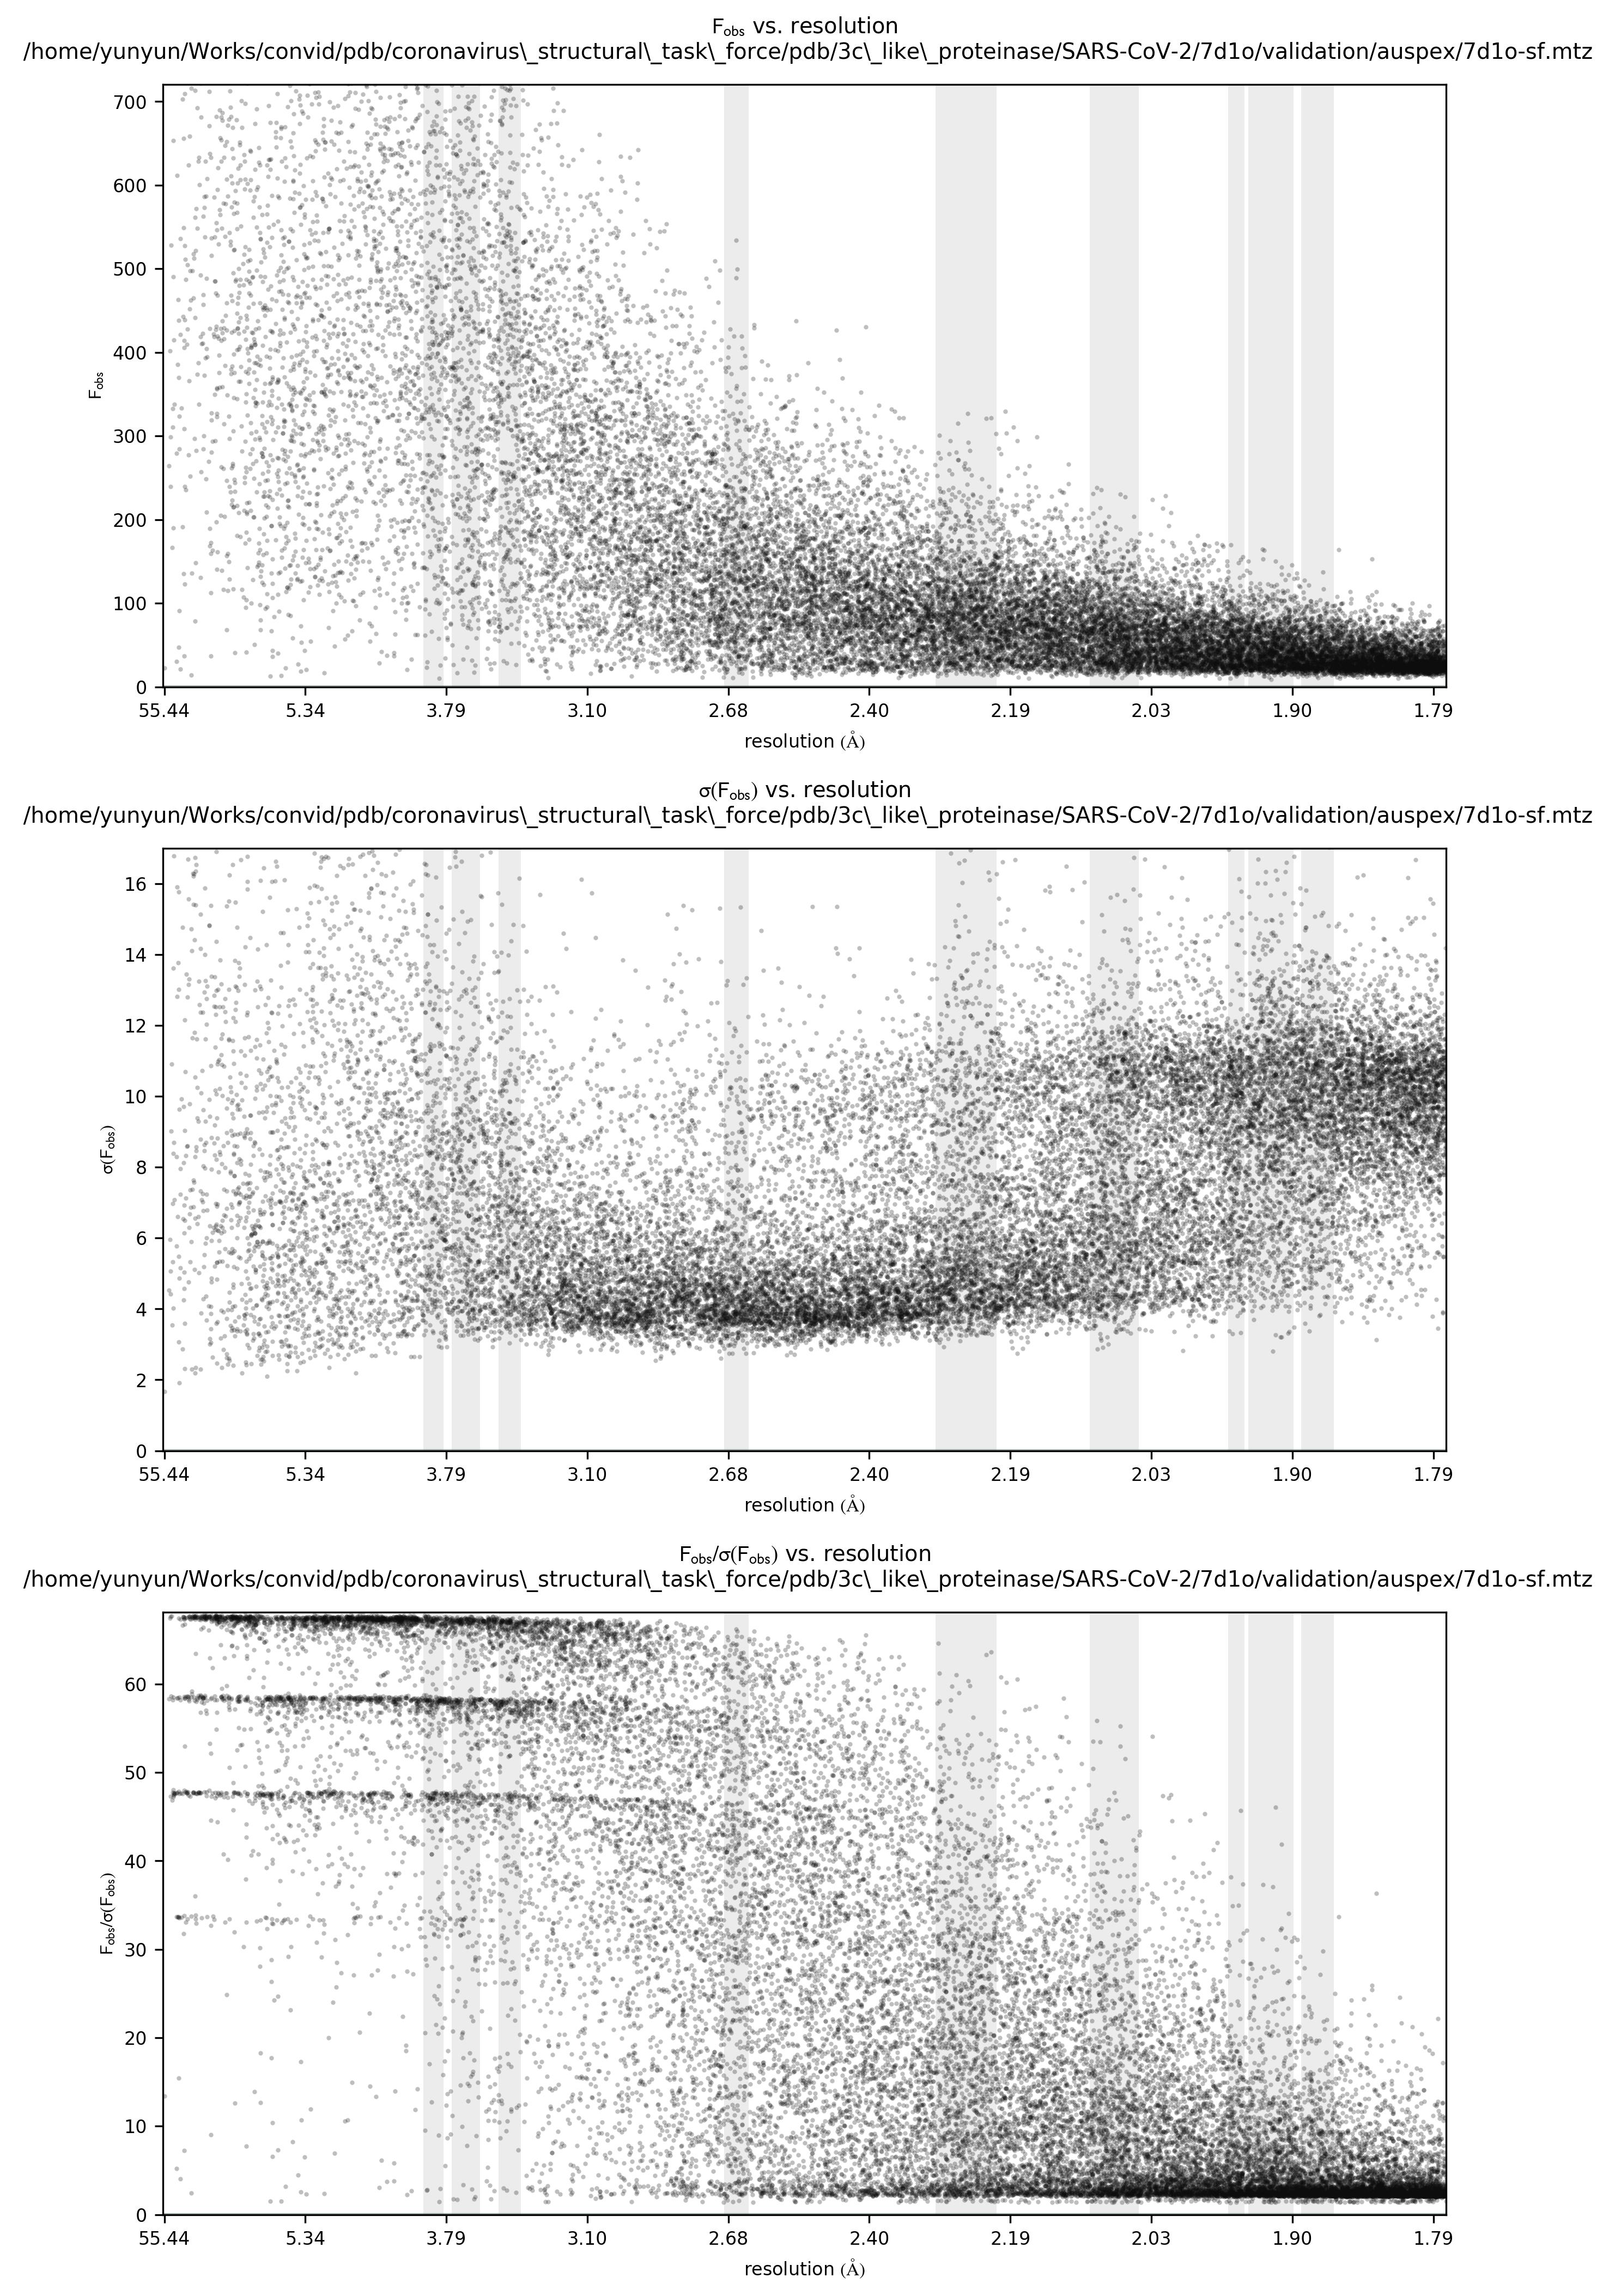 F_obs vs. resolution
/home/yunyun/Works/convid/pdb/coronavirus\_structural\_task\_force/pdb/3c\_like\_proteinase/SARS-CoV-2/7d1o/validation/auspex/7d1o-sf.mtz
700
600
500
400
300
200
100
0
F_obs
55.44 5.34 3.79 3.10 2.68 2.40 2.19 2.03 1.90 1.79
resolution (Å)
σ(F_obs) vs. resolution
/home/yunyun/Works/convid/pdb/coronavirus\_structural\_task\_force/pdb/3c\_like\_proteinase/SARS-CoV-2/7d1o/validation/auspex/7d1o-sf.mtz
16
14
12
10
8
6
4
2
0
σ(F_obs)
55.44 5.34 3.79 3.10 2.68 2.40 2.19 2.03 1.90 1.79
resolution (Å)
F_obs/σ(F_obs) vs. resolution
/home/yunyun/Works/convid/pdb/coronavirus\_structural\_task\_force/pdb/3c\_like\_proteinase/SARS-CoV-2/7d1o/validation/auspex/7d1o-sf.mtz
60
50
40
30
20
10
0
F_obs/σ(F_obs)
55.44 5.34 3.79 3.10 2.68 2.40 2.19 2.03 1.90 1.79
resolution (Å)